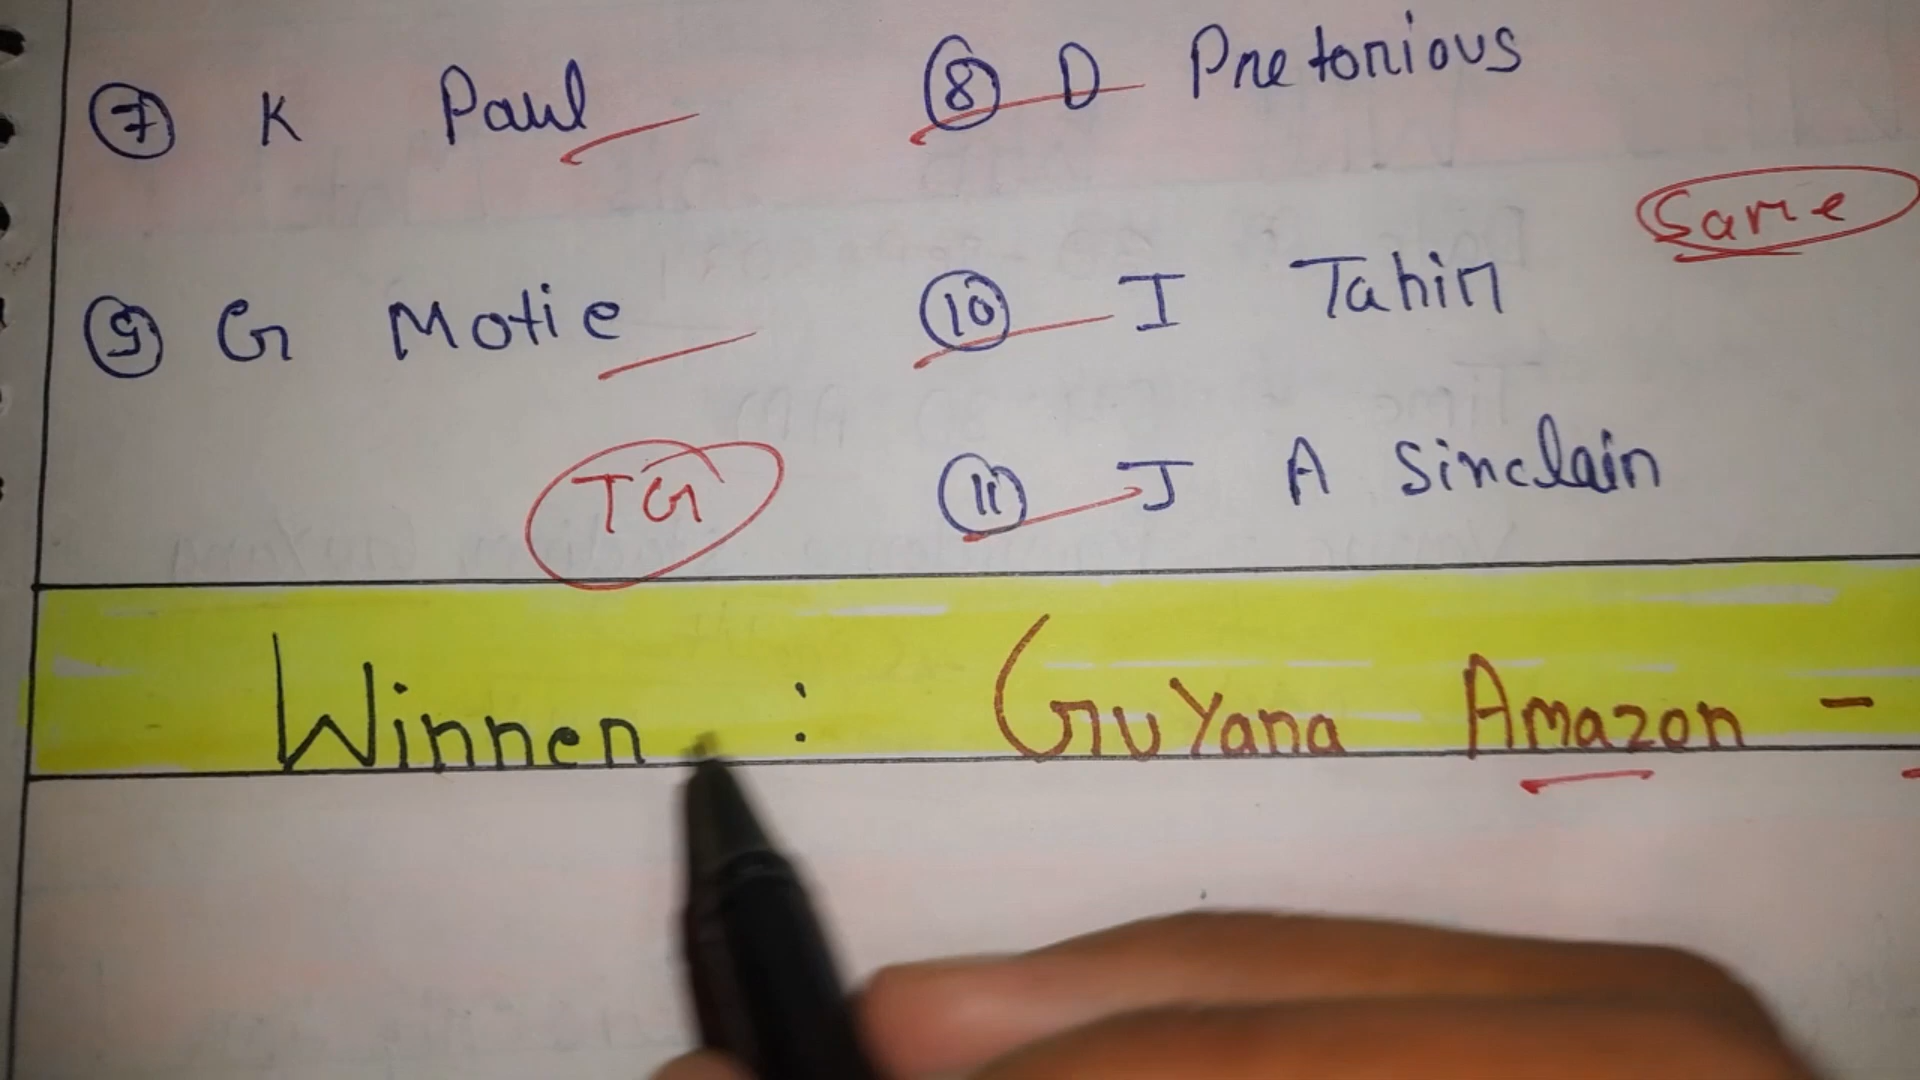 7 K Paul 8 D Pretorious
Same
9 G Motie 10 I Tahir
TG 11 J A Sinclair
Winner : Guyana Amazon -